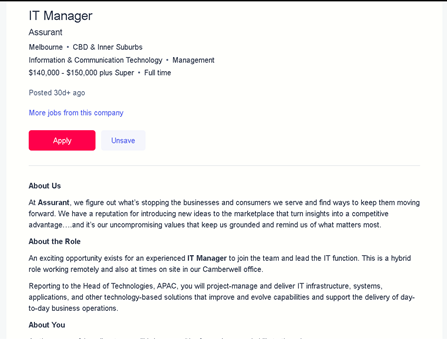 IT Manager
Assurant
Melbourne • CBD & Inner Suburbs
Information & Communication Technology • Management
$140,000 - $150,000 plus Super • Full time
Posted 30d+ ago
More jobs from this company
Apply Unsave
About Us
At Assurant, we figure out what's stopping the businesses and consumers we serve and find ways to keep them moving
forward. We have a reputation for introducing new ideas to the marketplace that turn insights into a competitive
advantage….and it's our uncompromising values that keep us grounded and remind us of what matters most.
About the Role
An exciting opportunity exists for an experienced IT Manager to join the team and lead the IT function. This is a hybrid
role working remotely and also at times on site in our Camberwell office.
Reporting to the Head of Technologies, APAC, you will project-manage and deliver IT infrastructure, systems,
applications, and other technology-based solutions that improve and evolve capabilities and support the delivery of day-
to-day business operations.
About You